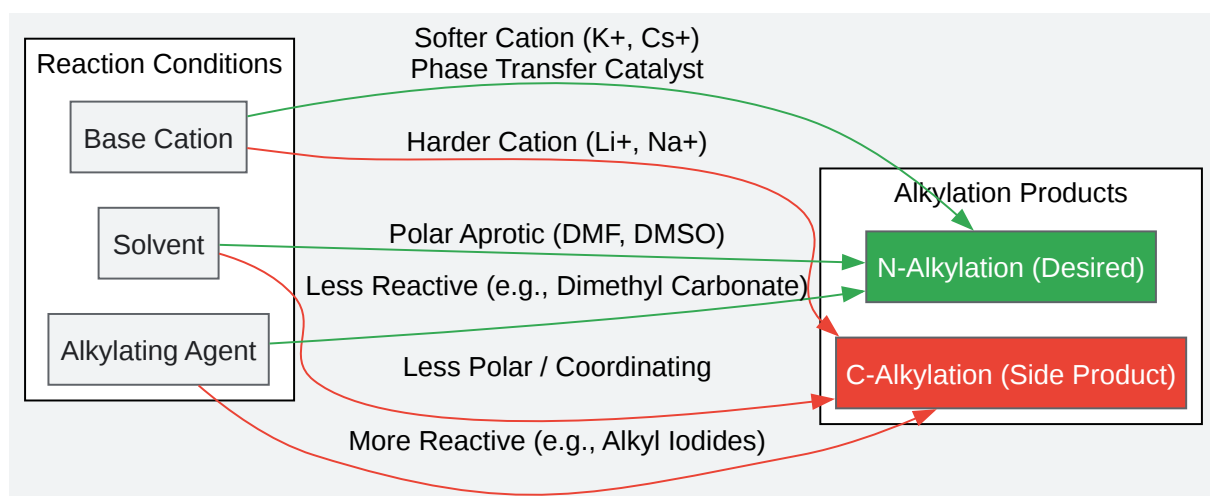 Softer Cation (K+, Cs+)
Phase Transfer Catalyst
Reaction Conditions
Base Cation
Harder Cation (Li+, Na+)
Alkylation Products
Solvent
Polar Aprotic (DMF, DMSO)
N-Alkylation (Desired)
Less Reactive (e.g., Dimethyl Carbonate)
Alkylating Agent
Less Polar / Coordinating
C-Alkylation (Side Product)
More Reactive (e.g., Alkyl Iodides)